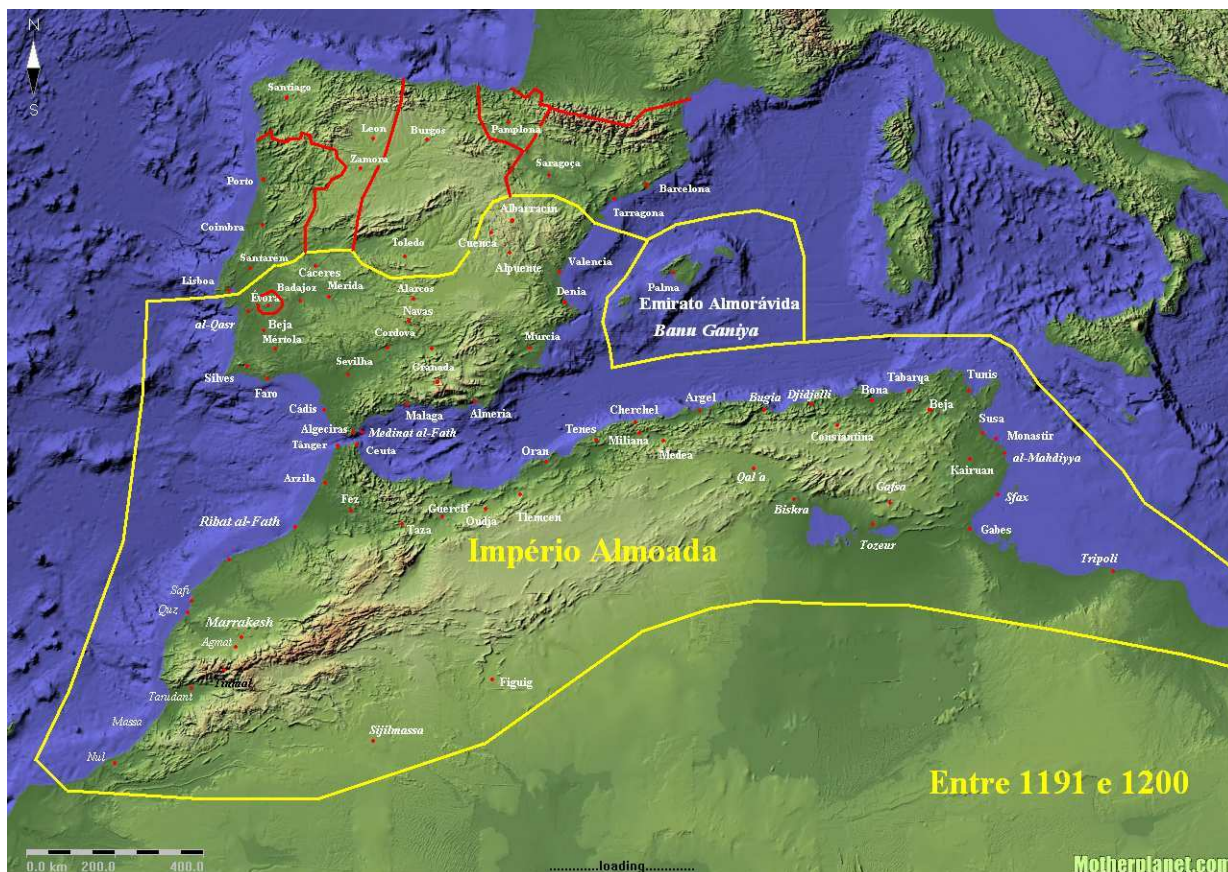 N
S
Santiago
Leon
Burgos
Pamplona
Zamora
Saragoça
Porto
Barcelona
Tarragona
Albarracin
Coimbra
Cuenca
Toledo
Alpuente
Santarem
Valencia
Cáceres
Lisboa
Badajoz
Merida
Palma
Évora
Alarcos
Denia
Emirato Almorávida
al-Qasr
Navas
Banu Ganiya
Beja
Cordova
Mértola
Murcia
Sevilha
Granada
Silves
Faro
Tabarqa
Tunis
Djidjelli
Bona
Argel
Bugia
Cádis
Malaga
Almeria
Cherchel
Beja
Susa
Algeciras
Medinat al-Fath
Tenes
Miliana
Constantina
Monastir
Tânger
Ceuta
Medea
al-Mahdiyya
Oran
Kairuan
Arzila
Qal´a
Gafsa
Sfax
Fez
Guercif
Oudja
Tlemcen
Biskra
Ribat al-Fath
Taza
Gabes
Império Almoada
Tozeur
Tripoli
Safi
Quz
Marrakesh
Agmat
Tinmal
Tarudant
Figuig
Massa
Sijilmassa
Nul
Entre 1191 e 1200
0.0 km 200.0 400.0
..............loading.............
Motherplanet.com